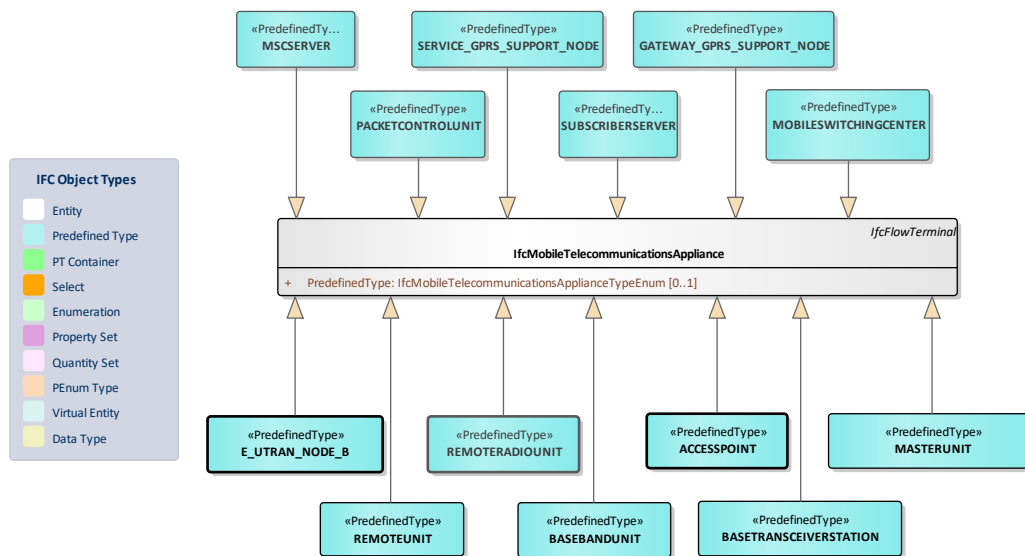 «PredefinedTy...
MSCSERVER
«PredefinedType»
SERVICE_GPRS_SUPPORT_NODE
«PredefinedType»
GATEWAY_GPRS_SUPPORT_NODE
«PredefinedType»
PACKETCONTROLUNIT
«PredefinedTy...
SUBSCRIBERSERVER
«PredefinedType»
MOBILESWITCHINGCENTER
IFC Object Types
Entity
Predefined Type
PT Container
Select
Enumeration
Property Set
Quantity Set
PEnum Type
Virtual Entity
Data Type
IfcFlowTerminal
IfcMobileTelecommunicationsAppliance
+ PredefinedType: IfcMobileTelecommunicationsApplianceTypeEnum [0..1]
«PredefinedType»
E_UTRAN_NODE_B
«PredefinedType»
REMOTERADIOUNIT
«PredefinedType»
ACCESSPOINT
«PredefinedType»
MASTERUNIT
«PredefinedType»
REMOTEUNIT
«PredefinedType»
BASEBANDUNIT
«PredefinedType»
BASETRANSCEIVERSTATION